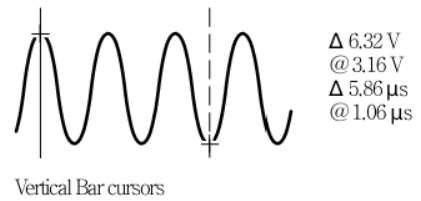 Δ 6.32 V
@ 3.16 V
Δ 5.86 µs
@ 1.06 µs
Vertical Bar cursors